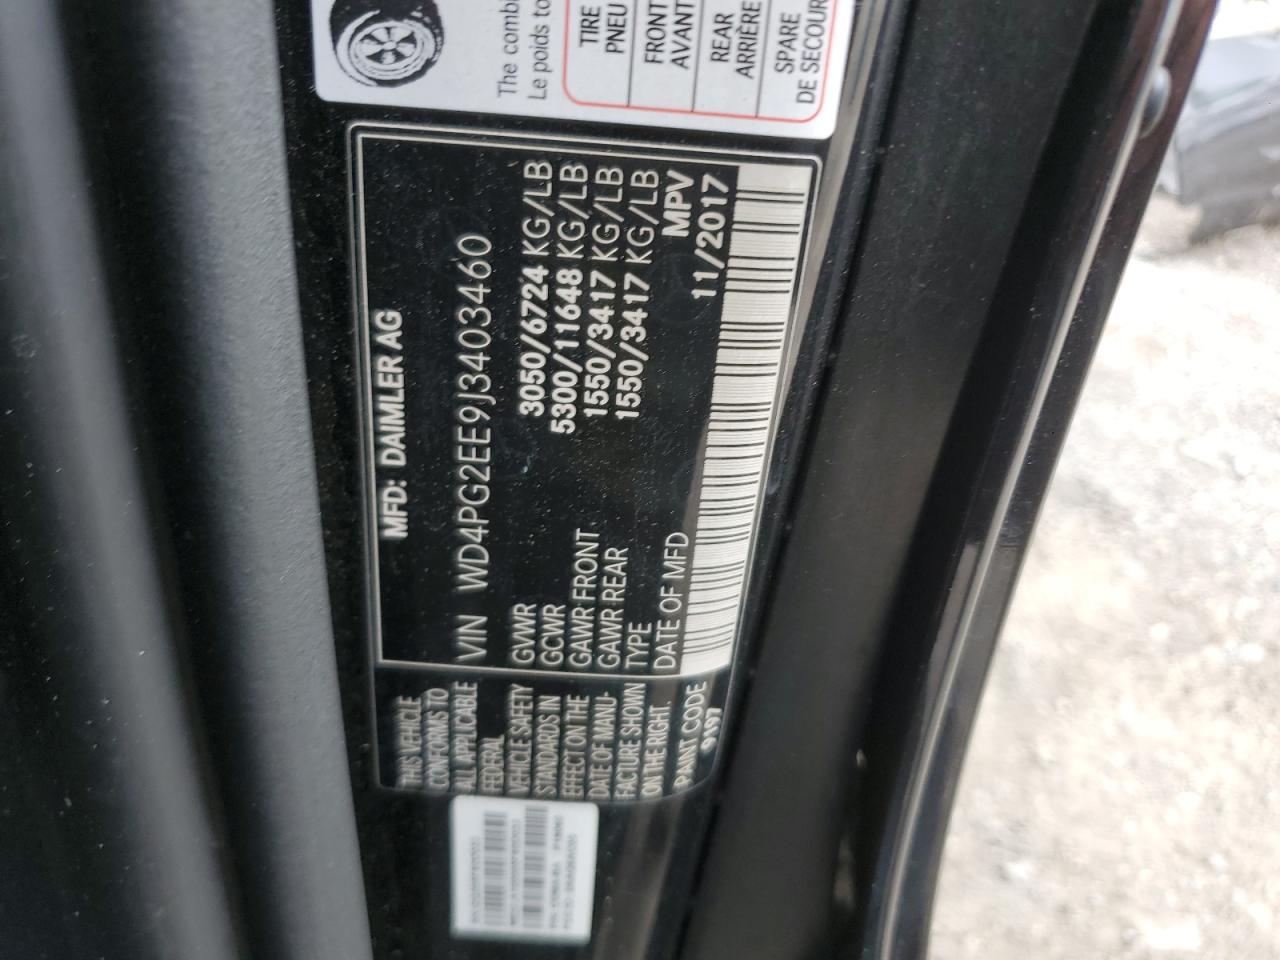 The combi
Le poids to
TIRE
PNEU
FRONT
AVANT
REAR
ARRIÈRE
SPARE
DE SECOUR
MFD: DAIMLER AG
VIN WD4PG2EE9J3403460
GVWR 3050/6724 KG/LB
GCWR 5300/11648 KG/LB
GAWR FRONT 1550/3417 KG/LB
GAWR REAR 1550/3417 KG/LB
TYPE MPV
DATE OF MFD 11/2017
THIS VEHICLE
CONFORMS TO
ALL APPLICABLE
FEDERAL
VEHICLE SAFETY
STANDARDS IN
EFFECT ON THE
DATE OF MANU-
FACTURE SHOWN
ON THE RIGHT.
PAINT CODE
9197